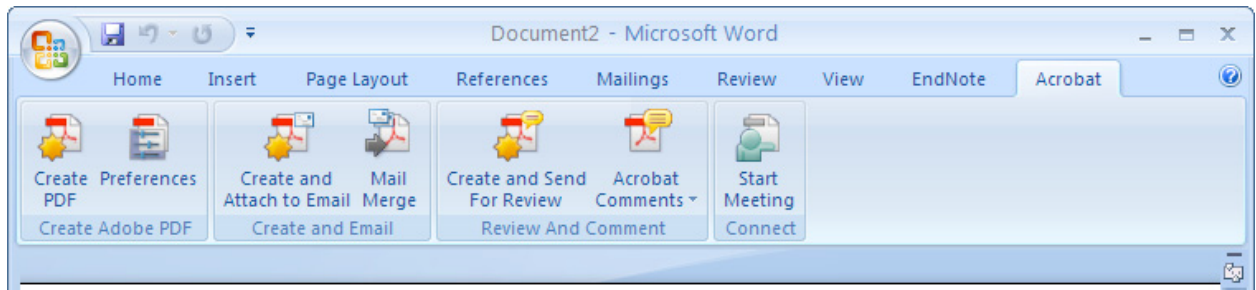 Document2 - Microsoft Word
Home Insert Page Layout References Mailings Review View EndNote Acrobat
Create Preferences Create and Mail Create and Send Acrobat Start
PDF Attach to Email Merge For Review Comments Meeting
Create Adobe PDF Create and Email Review And Comment Connect